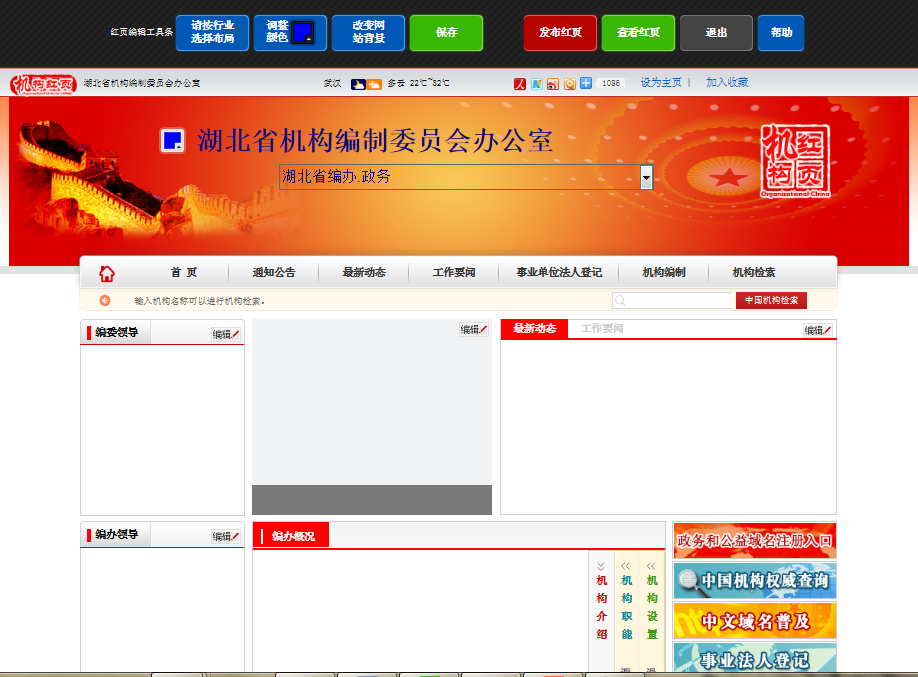 红页编辑工具条
请按行业
选择布局
调整
颜色
改变网
站背景
保存
发布红页
查看红页
退出
帮助
机构红页
湖北省机构编制委员会办公室
武汉
多云 22℃~32℃
1086
设为主页 | 加入收藏
湖北省机构编制委员会办公室
湖北省编办.政务
机构红页
Organizational China
首 页
通知公告
最新动态
工作要闻
事业单位法人登记
机构编制
机构检索
输入机构名称可以进行机构检索。
中国机构检索
编委领导
编辑
编辑
最新动态
工作要闻
编辑
编办领导
编辑
编办概况
机构介绍
机构职能
机构设置
政务和公益域名注册入口
中国机构权威查询
中文域名普及
事业法人登记